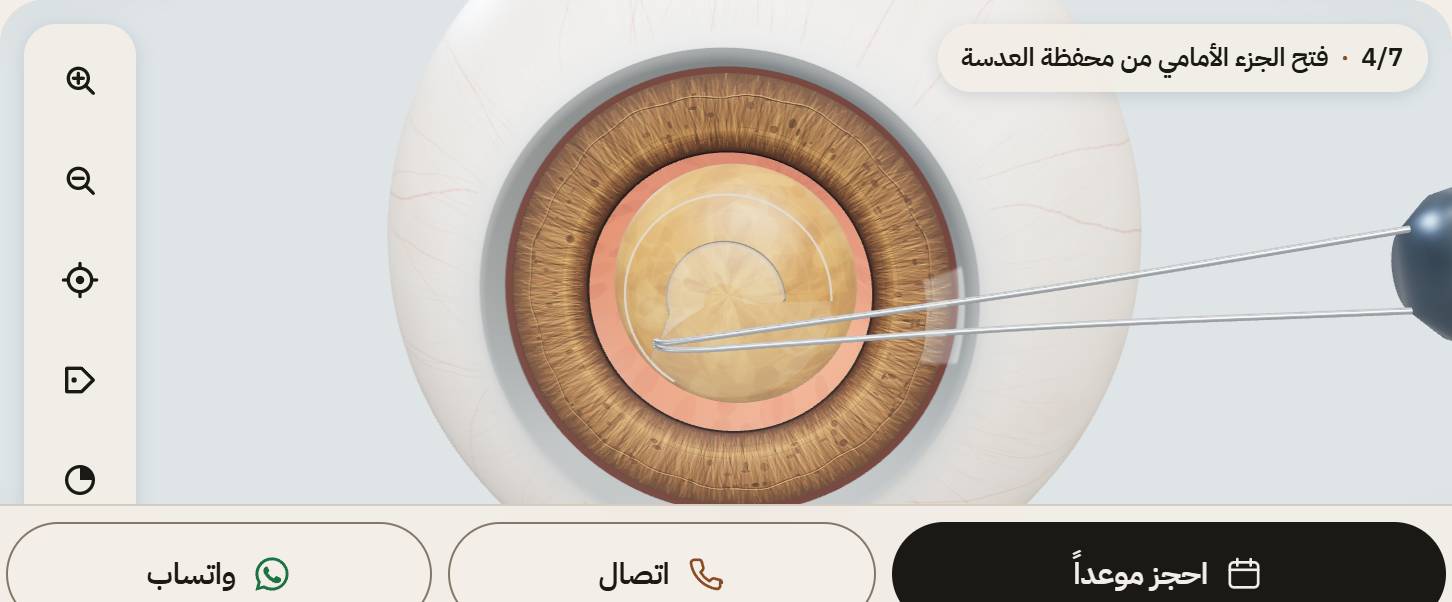 4/7 · فتح الجزء الأمامي من محفظة العدسة
احجز موعداً
اتصال
واتساب